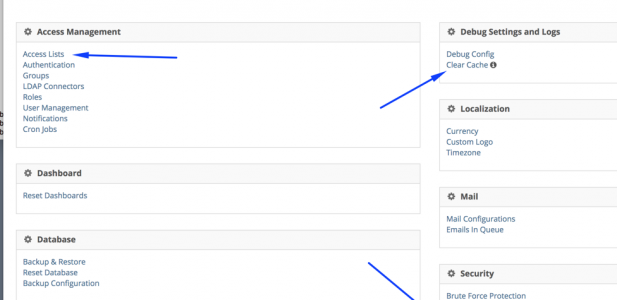 Access Management
Access Lists
Authentication
Groups
LDAP Connectors
Roles
User Management
Notifications
Cron Jobs
Dashboard
Reset Dashboards
Database
Backup & Restore
Reset Database
Backup Configuration
Debug Settings and Logs
Debug Config
Clear Cache
Localization
Currency
Custom Logo
Timezone
Mail
Mail Configurations
Emails In Queue
Security
Brute Force Protection